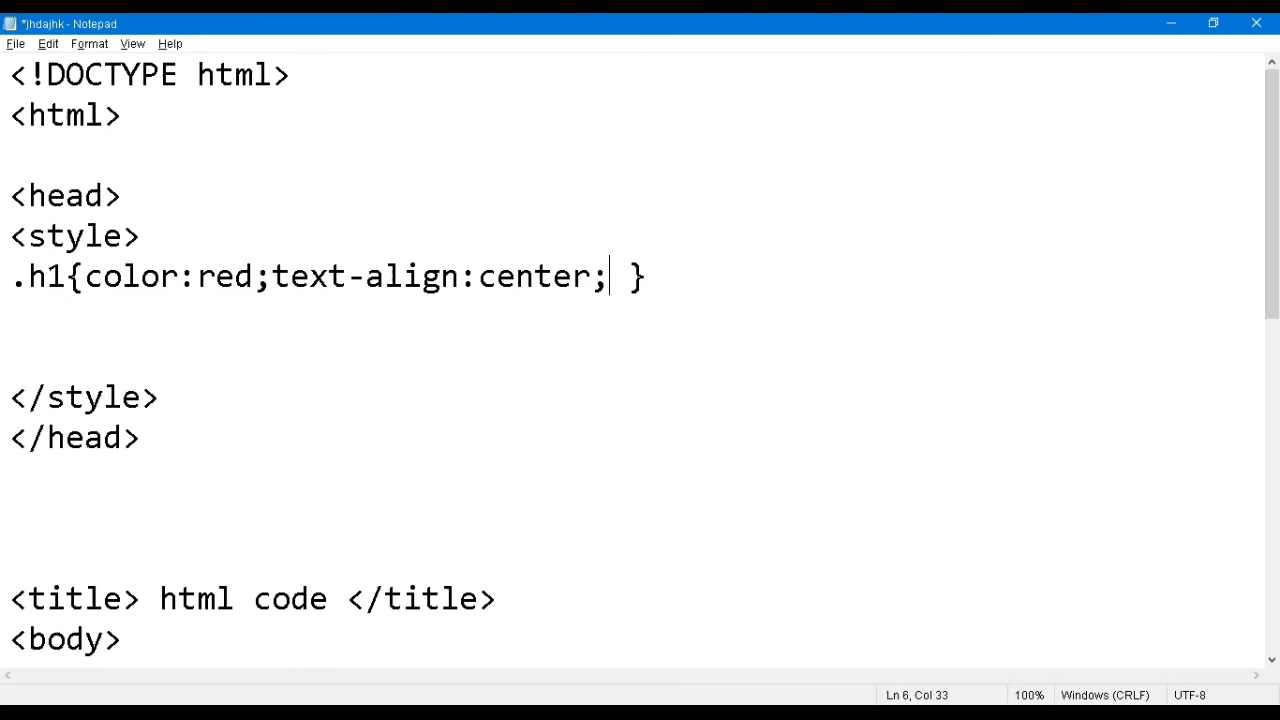 *jhdajhk - Notepad
File Edit Format View Help
<!DOCTYPE html>
<html>
<head>
<style>
.h1{color:red;text-align:center; }
</style>
</head>
<title> html code </title>
<body>
Ln 6, Col 33 100% Windows (CRLF) UTF-8